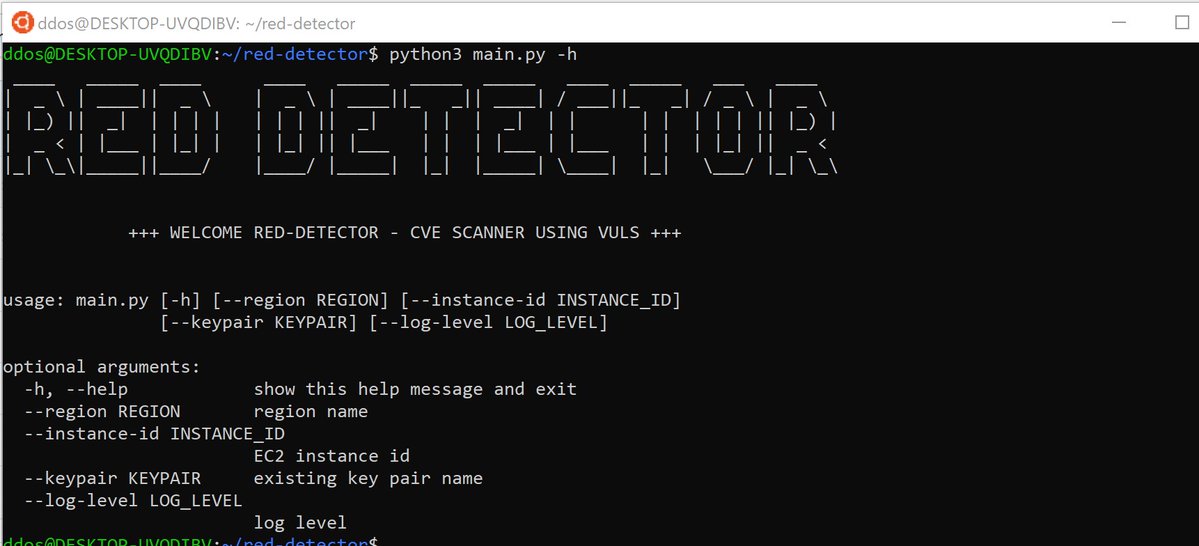 ddos@DESKTOP-UVQDIBV: ~/red-detector
ddos@DESKTOP-UVQDIBV:~/red-detector$ python3 main.py -h
RED DETECTOR
+++ WELCOME RED-DETECTOR - CVE SCANNER USING VULS +++
usage: main.py [-h] [--region REGION] [--instance-id INSTANCE_ID]
[--keypair KEYPAIR] [--log-level LOG_LEVEL]
optional arguments:
-h, --help show this help message and exit
--region REGION region name
--instance-id INSTANCE_ID
EC2 instance id
--keypair KEYPAIR existing key pair name
--log-level LOG_LEVEL
log level
ddos@DESKTOP-UVQDIBV:~/red-detector$